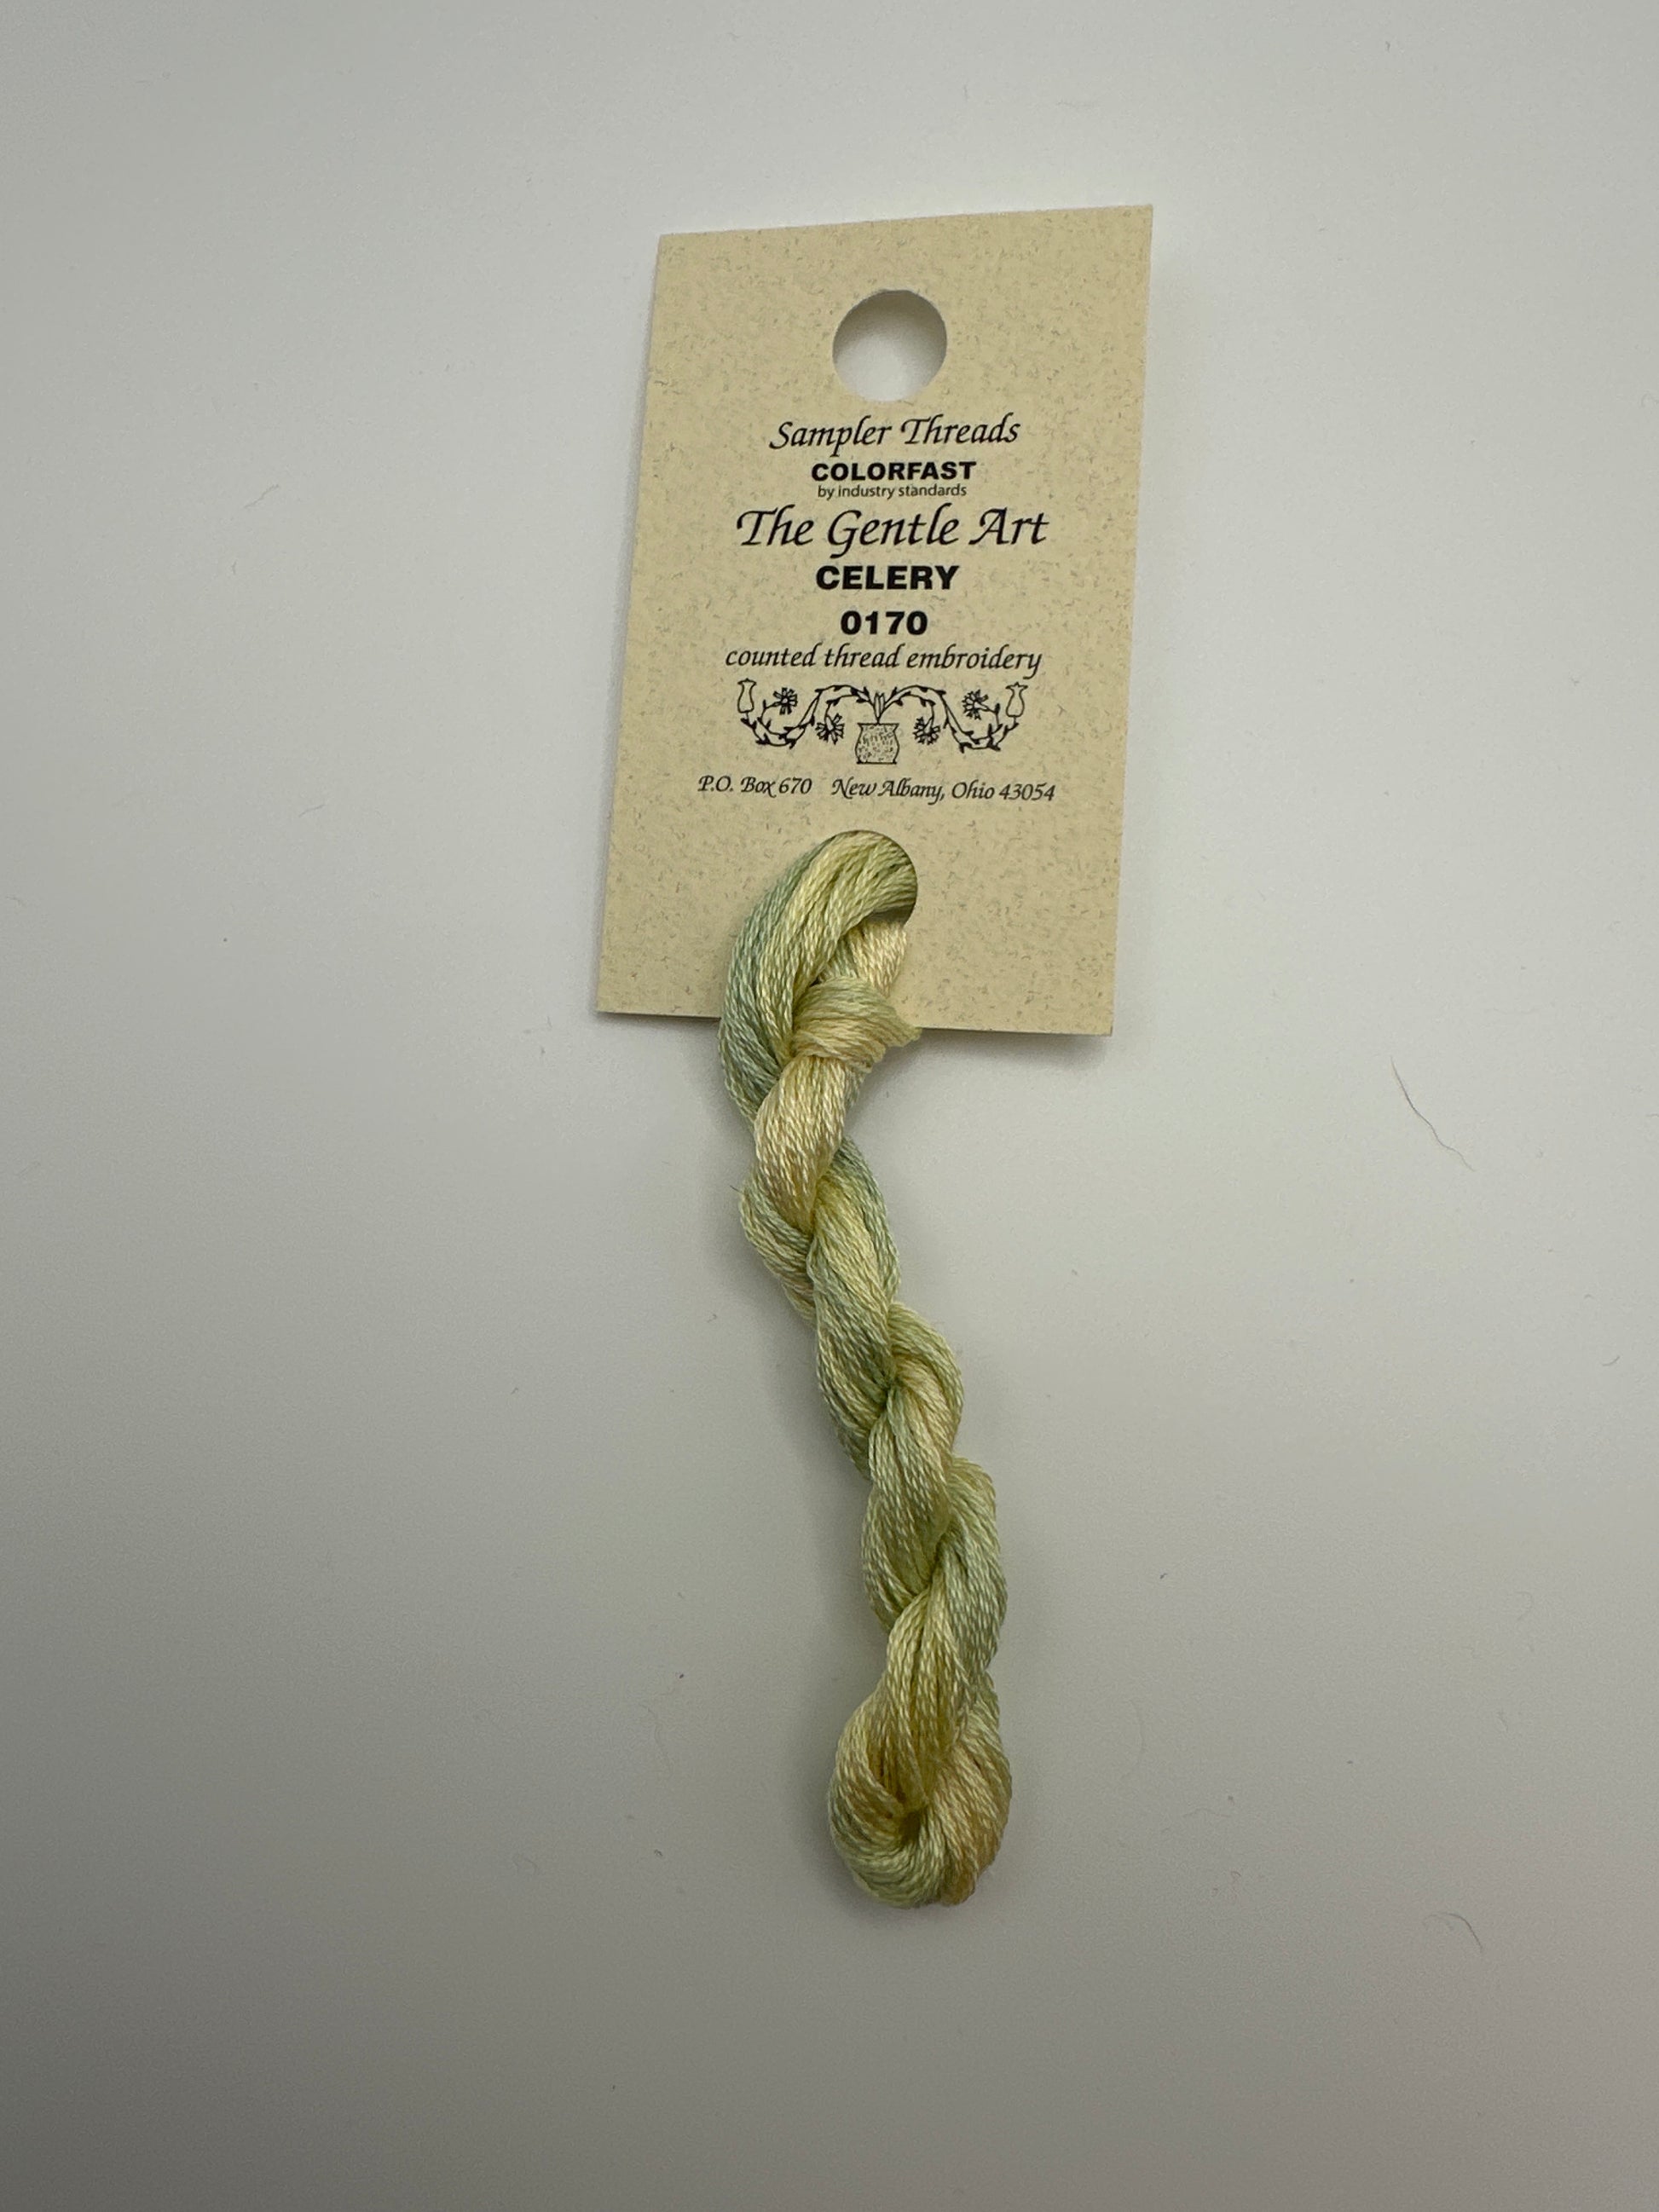 Sampler Threads
COLORFAST
by industry standards
The Gentle Art
CELERY
0170
counted thread embroidery
P.O. Box 670 New Albany, Ohio 43054